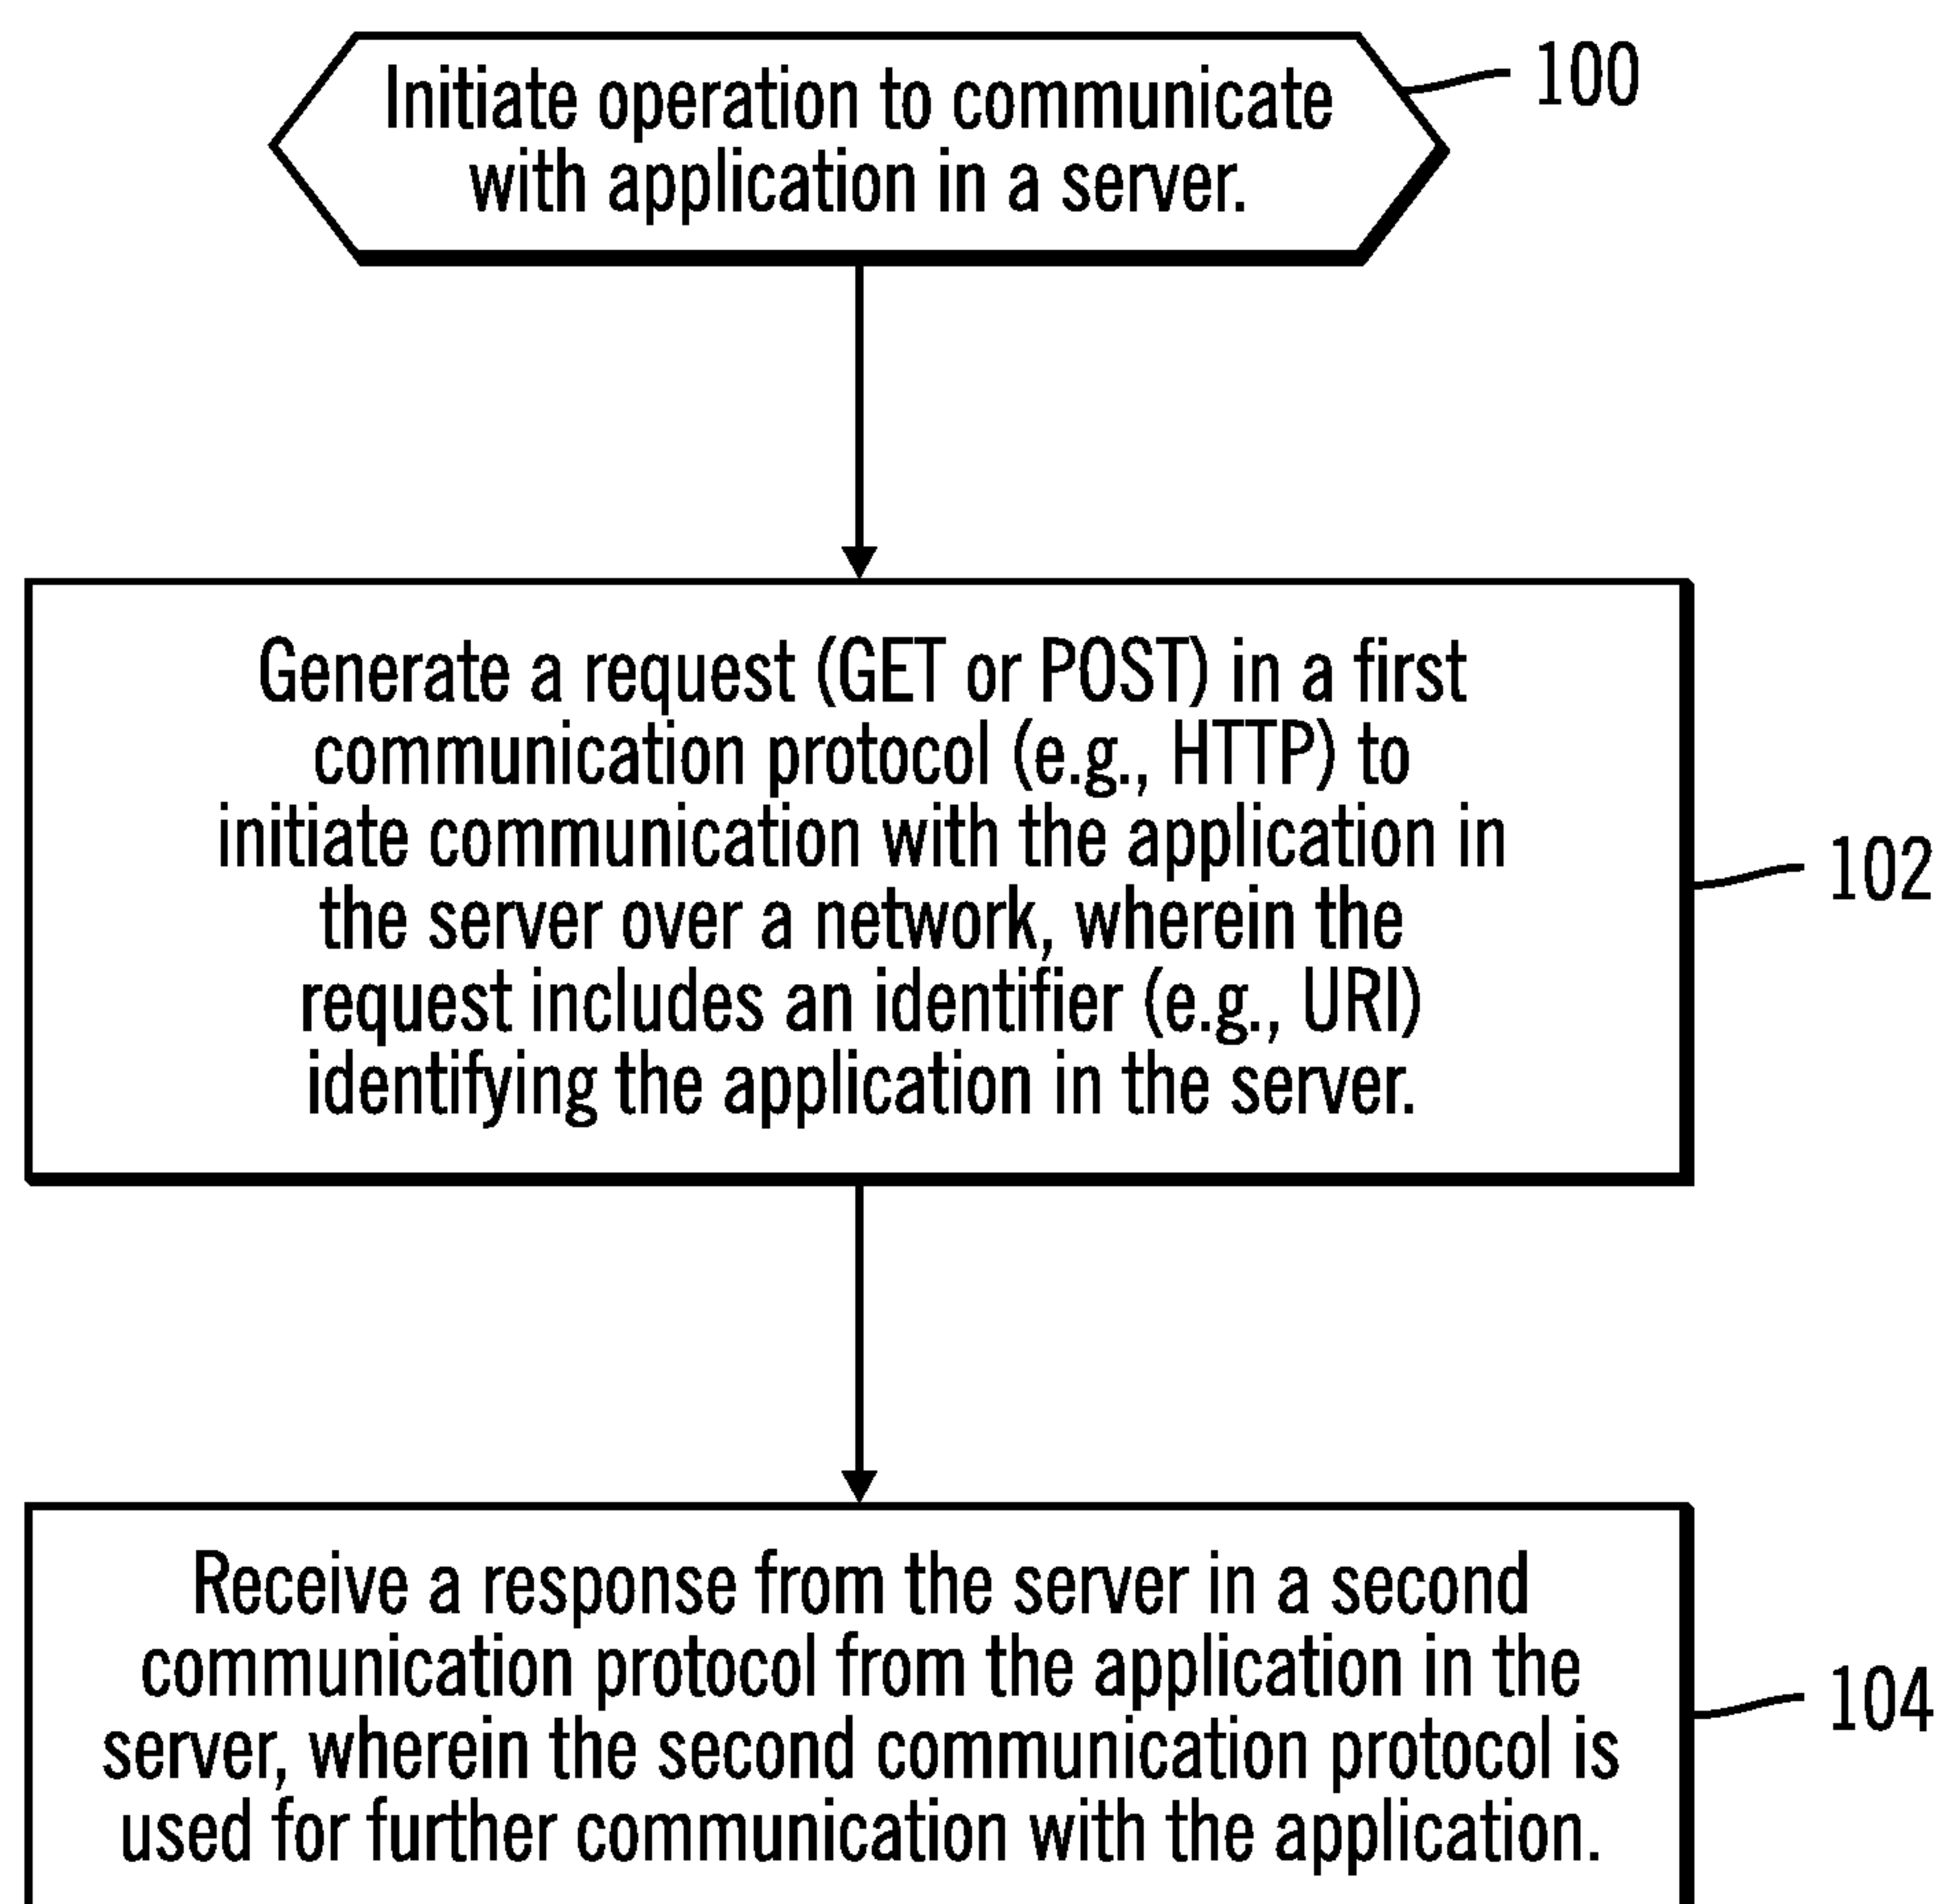 Initiate operation to communicate
with application in a server.
100
Generate a request (GET or POST) in a first
communication protocol (e.g., HTTP) to
initiate communication with the application in
the server over a network, wherein the
request includes an identifier (e.g., URI)
identifying the application in the server.
102
Receive a response from the server in a second
communication protocol from the application in the
server, wherein the second communication protocol is
used for further communication with the application.
104